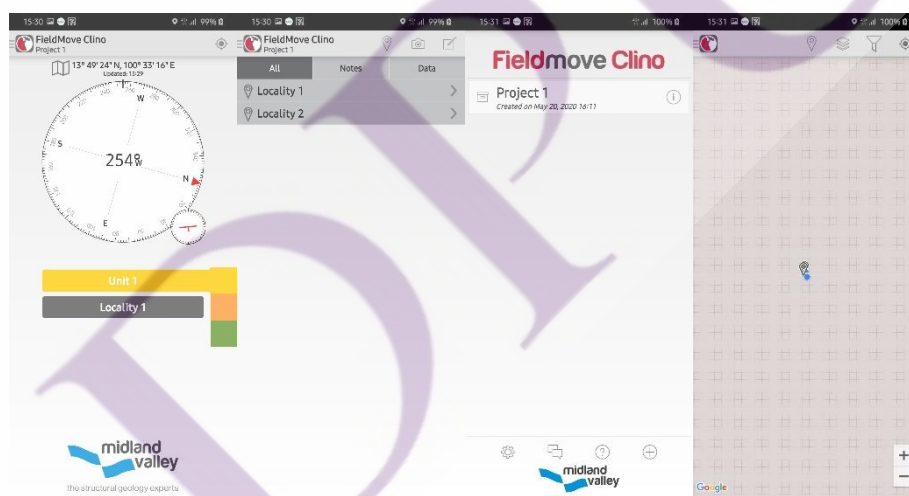 15:30
99%
FieldMove Clino
Project 1
13° 49' 24" N, 100° 33' 16" E
Updated: 13:29
W
S
N
E
Unit 1
Locality 1
midland
valley
the structural geology experts
15:30
99%
FieldMove Clino
Project 1
All Notes Data
Locality 1
Locality 2
15:31
100%
Fieldmove Clino
Project 1
Created on May 20, 2020 16:11
midland
valley
15:31
100%
Google